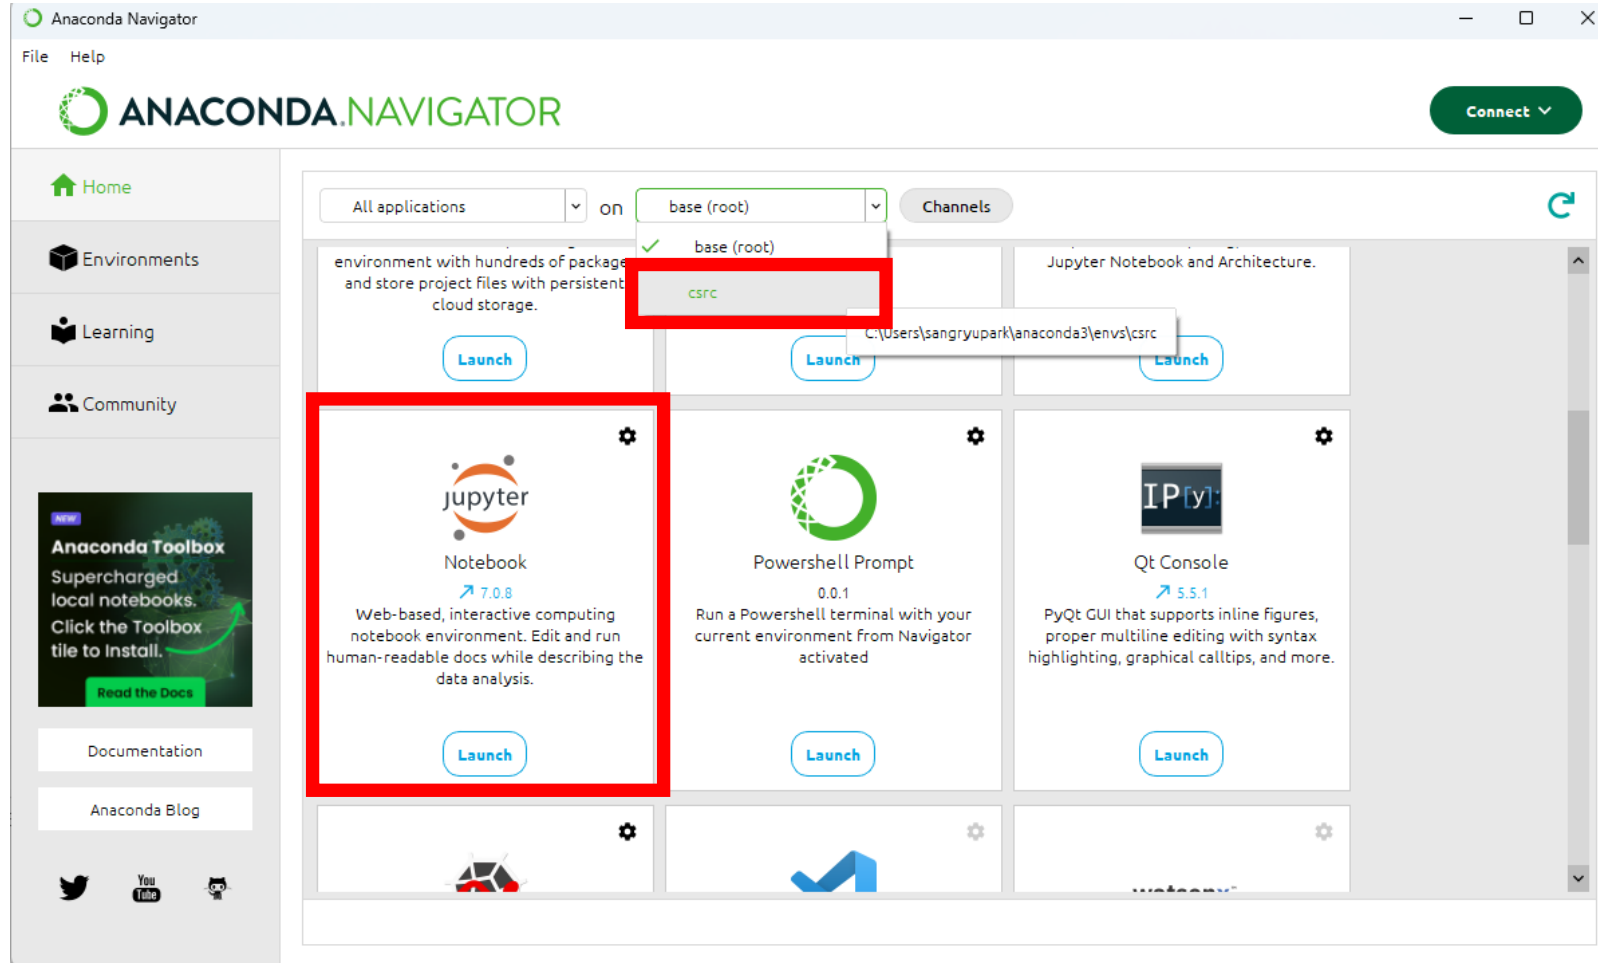 Anaconda Navigator
File Help
ANACONDA.NAVIGATOR
Connect
Home
Environments
Learning
Community
NEW
Anaconda Toolbox
Supercharged
local notebooks.
Click the Toolbox
tile to Install.
Read the Docs
Documentation
Anaconda Blog
You
Tube
All applications on base (root) Channels
base (root)
csrc
C:\Users\sangryupark\anaconda3\envs\csrc
environment with hundreds of package
and store project files with persistent
cloud storage.
Launch
Launch
Jupyter Notebook and Architecture.
Launch
jupyter
Notebook
7.0.8
Web-based, interactive computing
notebook environment. Edit and run
human-readable docs while describing the
data analysis.
Launch
Powershell Prompt
0.0.1
Run a Powershell terminal with your
current environment from Navigator
activated
Launch
IP[y]:
Qt Console
5.5.1
PyQt GUI that supports inline figures,
proper multiline editing with syntax
highlighting, graphical calltips, and more.
Launch